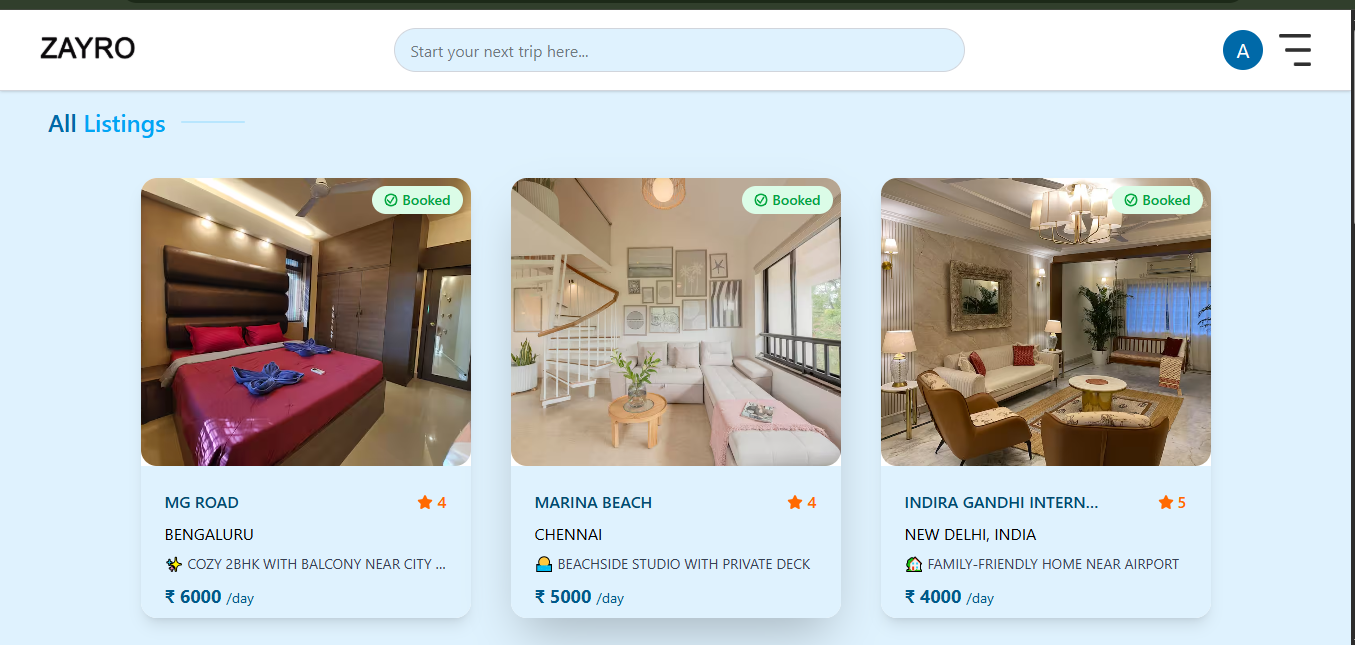 ZAYRO
Start your next trip here...
A
All Listings
Booked
Booked
Booked
MG ROAD
4
BENGALURU
✨ COZY 2BHK WITH BALCONY NEAR CITY ...
₹ 6000 /day
MARINA BEACH
4
CHENNAI
🌅 BEACHSIDE STUDIO WITH PRIVATE DECK
₹ 5000 /day
INDIRA GANDHI INTERN...
5
NEW DELHI, INDIA
🏡 FAMILY-FRIENDLY HOME NEAR AIRPORT
₹ 4000 /day